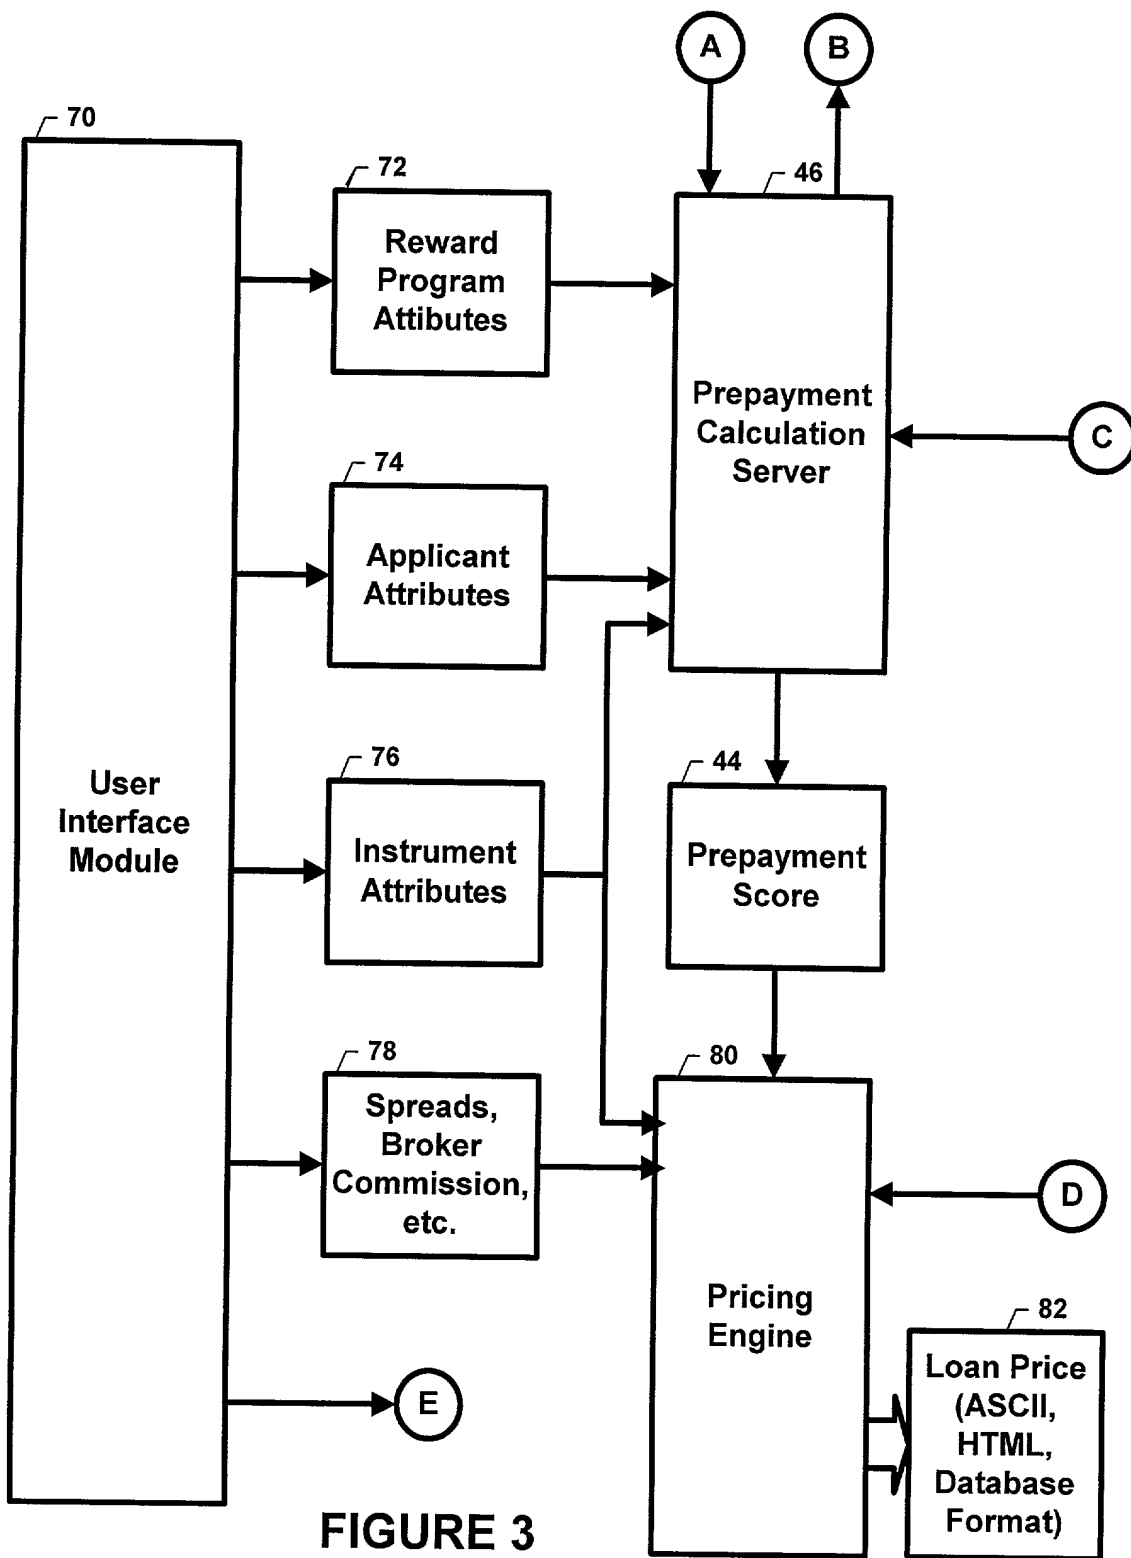 A
B
70
72
46
Reward
Program
Attibutes
Prepayment
Calculation
Server
C
74
Applicant
Attributes
76
44
User
Interface
Module
Instrument
Attributes
Prepayment
Score
78
80
Spreads,
Broker
Commission,
etc.
D
Pricing
Engine
82
Loan Price
(ASCII,
HTML,
Database
Format)
E
FIGURE 3